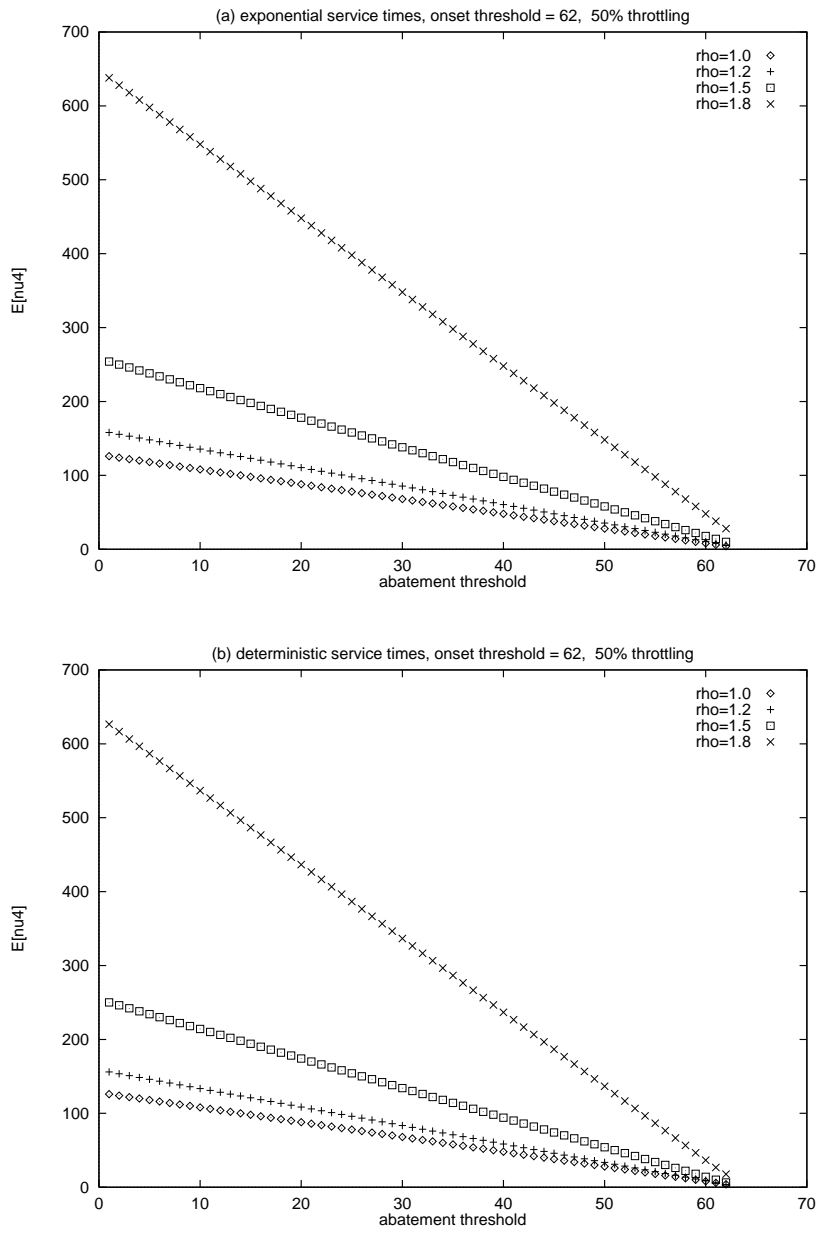 (a) exponential service times, onset threshold = 62, 50% throttling
700
600
500
400
300
200
100
0
E[nu4]
rho=1.0
rho=1.2
rho=1.5
rho=1.8
0 10 20 30 40 50 60 70
abatement threshold
(b) deterministic service times, onset threshold = 62, 50% throttling
700
600
500
400
300
200
100
0
E[nu4]
rho=1.0
rho=1.2
rho=1.5
rho=1.8
0 10 20 30 40 50 60 70
abatement threshold